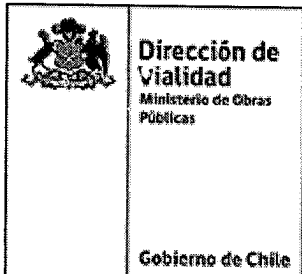 Dirección de
Vialidad
Ministerio de Obras
Públicas
Gobierno de Chile